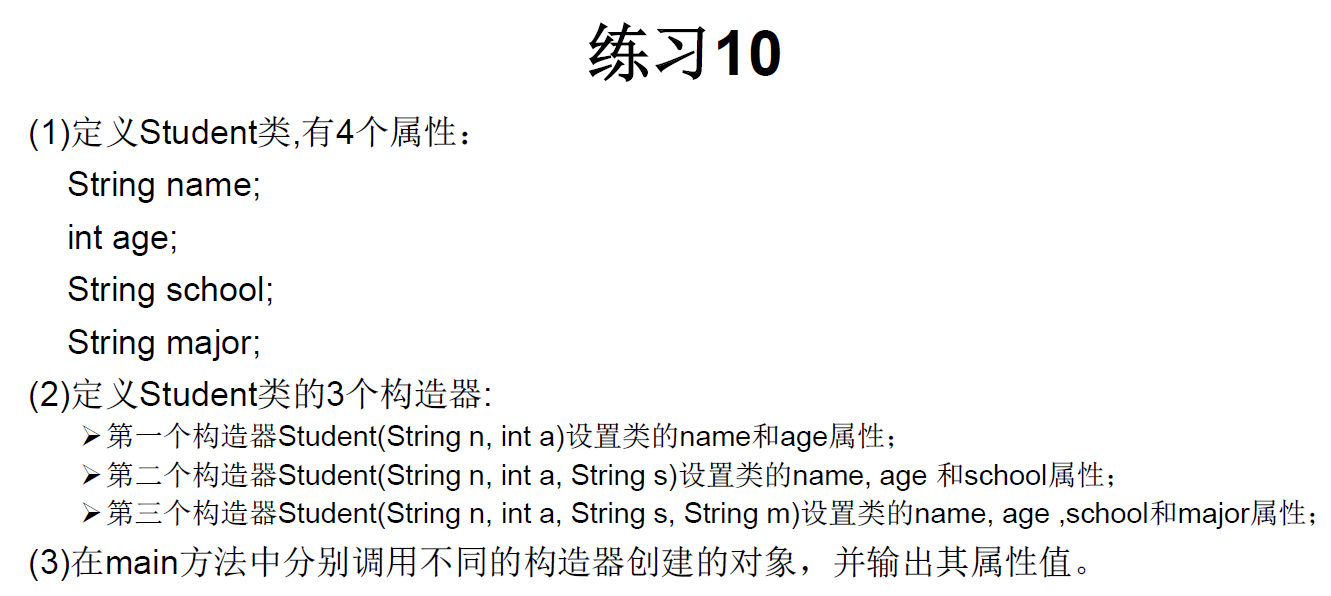 练习10
(1)定义Student类,有4个属性：
String name;
int age;
String school;
String major;
(2)定义Student类的3个构造器:
➢第一个构造器Student(String n, int a)设置类的name和age属性；
➢第二个构造器Student(String n, int a, String s)设置类的name, age 和school属性；
➢第三个构造器Student(String n, int a, String s, String m)设置类的name, age ,school和major属性；
(3)在main方法中分别调用不同的构造器创建的对象，并输出其属性值。